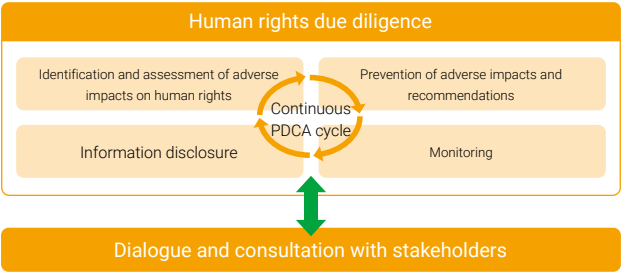 Human rights due diligence
Identification and assessment of adverse
impacts on human rights
Prevention of adverse impacts and
recommendations
Continuous
PDCA cycle
Information disclosure
Monitoring
Dialogue and consultation with stakeholders